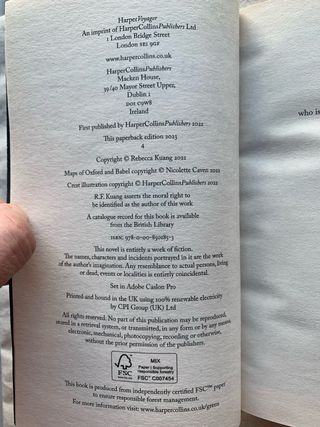 HarperVoyager
An imprint of HarperCollinsPublishers Ltd
1 London Bridge Street
London SE1 9GF
www.harpercollins.co.uk
HarperCollinsPublishers
Macken House,
39/40 Mayor Street Upper,
Dublin 1
D01 C9W8
Ireland
First published by HarperCollinsPublishers 2022
This paperback edition 2023
4
Copyright © Rebecca Kuang 2022
Maps of Oxford and Babel copyright © Nicolette Caven 2022
Crest illustration copyright © HarperCollinsPublishers 2022
R.F. Kuang asserts the moral right to
be identified as the author of this work
A catalogue record for this book is available
from the British Library
ISBN: 978-0-00-850185-3
This novel is entirely a work of fiction.
The names, characters and incidents portrayed in it are the work
of the author's imagination. Any resemblance to actual persons, living
or dead, events or localities is entirely coincidental.
Set in Adobe Caslon Pro
Printed and bound in the UK using 100% renewable electricity
by CPI Group (UK) Ltd
All rights reserved. No part of this publication may be reproduced,
stored in a retrieval system, or transmitted, in any form or by any means,
electronic, mechanical, photocopying, recording or otherwise,
without the prior permission of the publishers.
FSC
www.fsc.org
MIX
Paper | Supporting
responsible forestry
FSC™ C007454
This book is produced from independently certified FSC™ paper
to ensure responsible forest management.
For more information visit: www.harpercollins.co.uk/green
who is